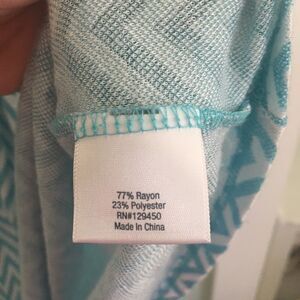 77% Rayon
23% Polyester
RN#129450
Made In China